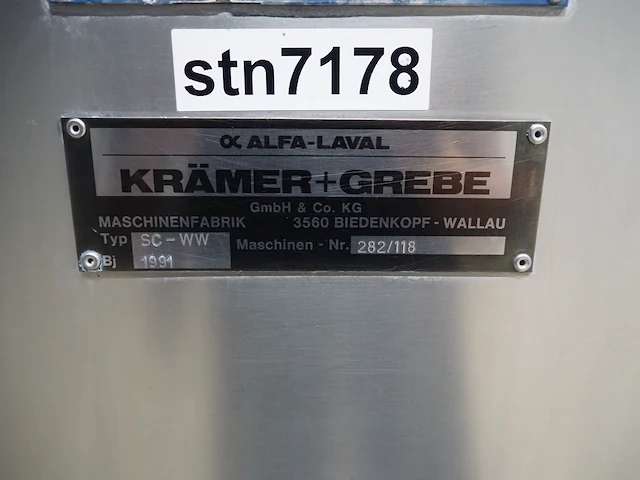 stn7178
α ALFA-LAVAL
KRÄMER+GREBE
GmbH & Co. KG
MASCHINENFABRIK 3560 BIEDENKOPF - WALLAU
Typ SC-WW Maschinen - Nr. 282/118
Bj 1991